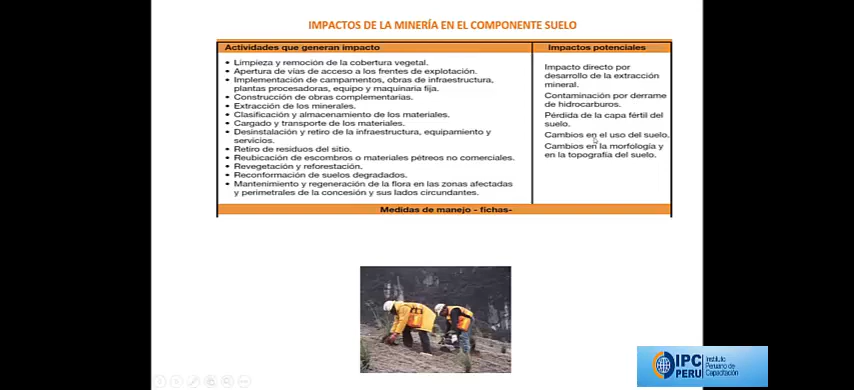 IMPACTOS DE LA MINERÍA EN EL COMPONENTE SUELO
Actividades que generan impacto
• Limpieza y remoción de la cobertura vegetal.
• Apertura de vías de acceso a los frentes de explotación.
• Implementación de campamentos, obras de infraestructura,
plantas procesadoras, equipo y maquinaria fija.
• Construcción de obras complementarias.
• Extracción de los minerales.
• Clasificación y almacenamiento de los materiales.
• Cargado y transporte de los materiales.
• Desinstalación y retiro de la infraestructura, equipamiento y
servicios.
• Retiro de residuos del sitio.
• Reubicación de escombros o materiales pétreos no comerciales.
• Revegetación y reforestación.
• Reconformación de suelos degradados.
• Mantenimiento y regeneración de la flora en las zonas afectadas
y perimetrales de la concesión y sus lados circundantes.
Impactos potenciales
Impacto directo por
desarrollo de la extracción
mineral.
Contaminación por derrame
de hidrocarburos.
Pérdida de la capa fértil del
suelo.
Cambios en el uso del suelo.
Cambios en la morfología y
en la topografía del suelo.
Medidas de manejo - fichas-
IPC
PERU
Instituto
Peruano de
Capacitación